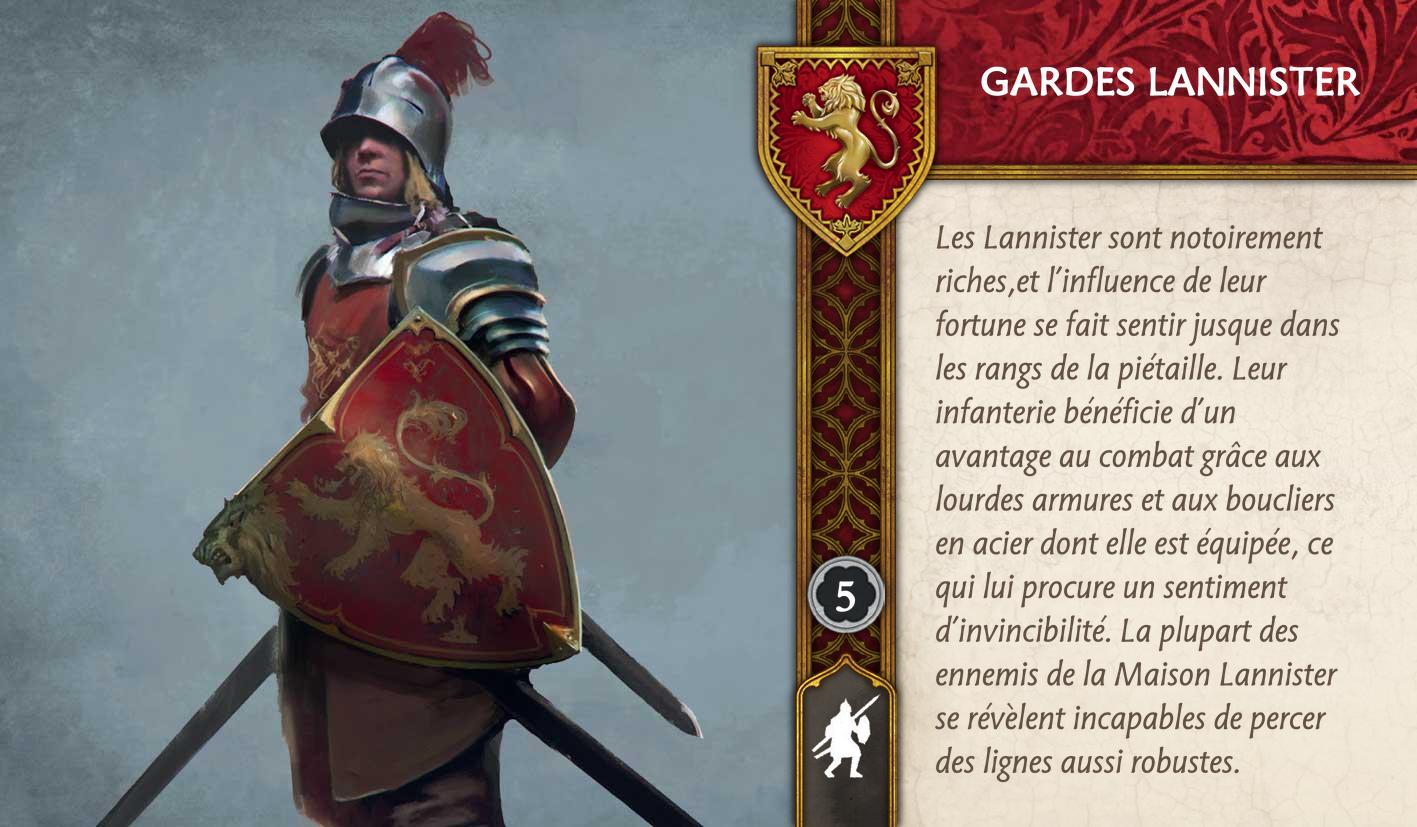 GARDES LANNISTER
Les Lannister sont notoirement
riches,et l’influence de leur
fortune se fait sentir jusque dans
les rangs de la piétaille. Leur
infanterie bénéficie d’un
avantage au combat grâce aux
lourdes armures et aux boucliers
en acier dont elle est équipée, ce
qui lui procure un sentiment
d’invincibilité. La plupart des
ennemis de la Maison Lannister
se révèlent incapables de percer
des lignes aussi robustes.
5